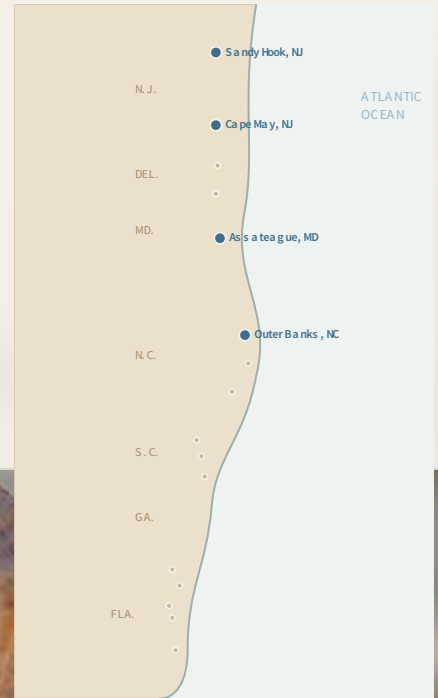 Sandy Hook, NJ
N.J.
ATLANTIC
OCEAN
Cape May, NJ
DEL.
MD.
Assateague, MD
Outer Banks, NC
N.C.
S.C.
GA.
FLA.